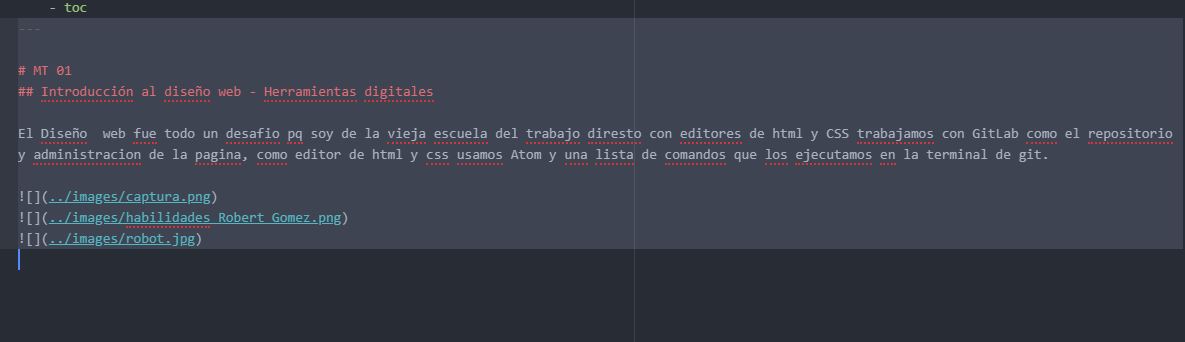 - toc
---
# MT 01
## Introducción al diseño web - Herramientas digitales
El Diseño  web fue todo un desafio pq soy de la vieja escuela del trabajo diresto con editores de html y CSS trabajamos con GitLab como el repositorio
y administracion de la pagina, como editor de html y css usamos Atom y una lista de comandos que los ejecutamos en la terminal de git.
![](../images/captura.png)
![](../images/habilidades Robert Gomez.png)
![](../images/robot.jpg)